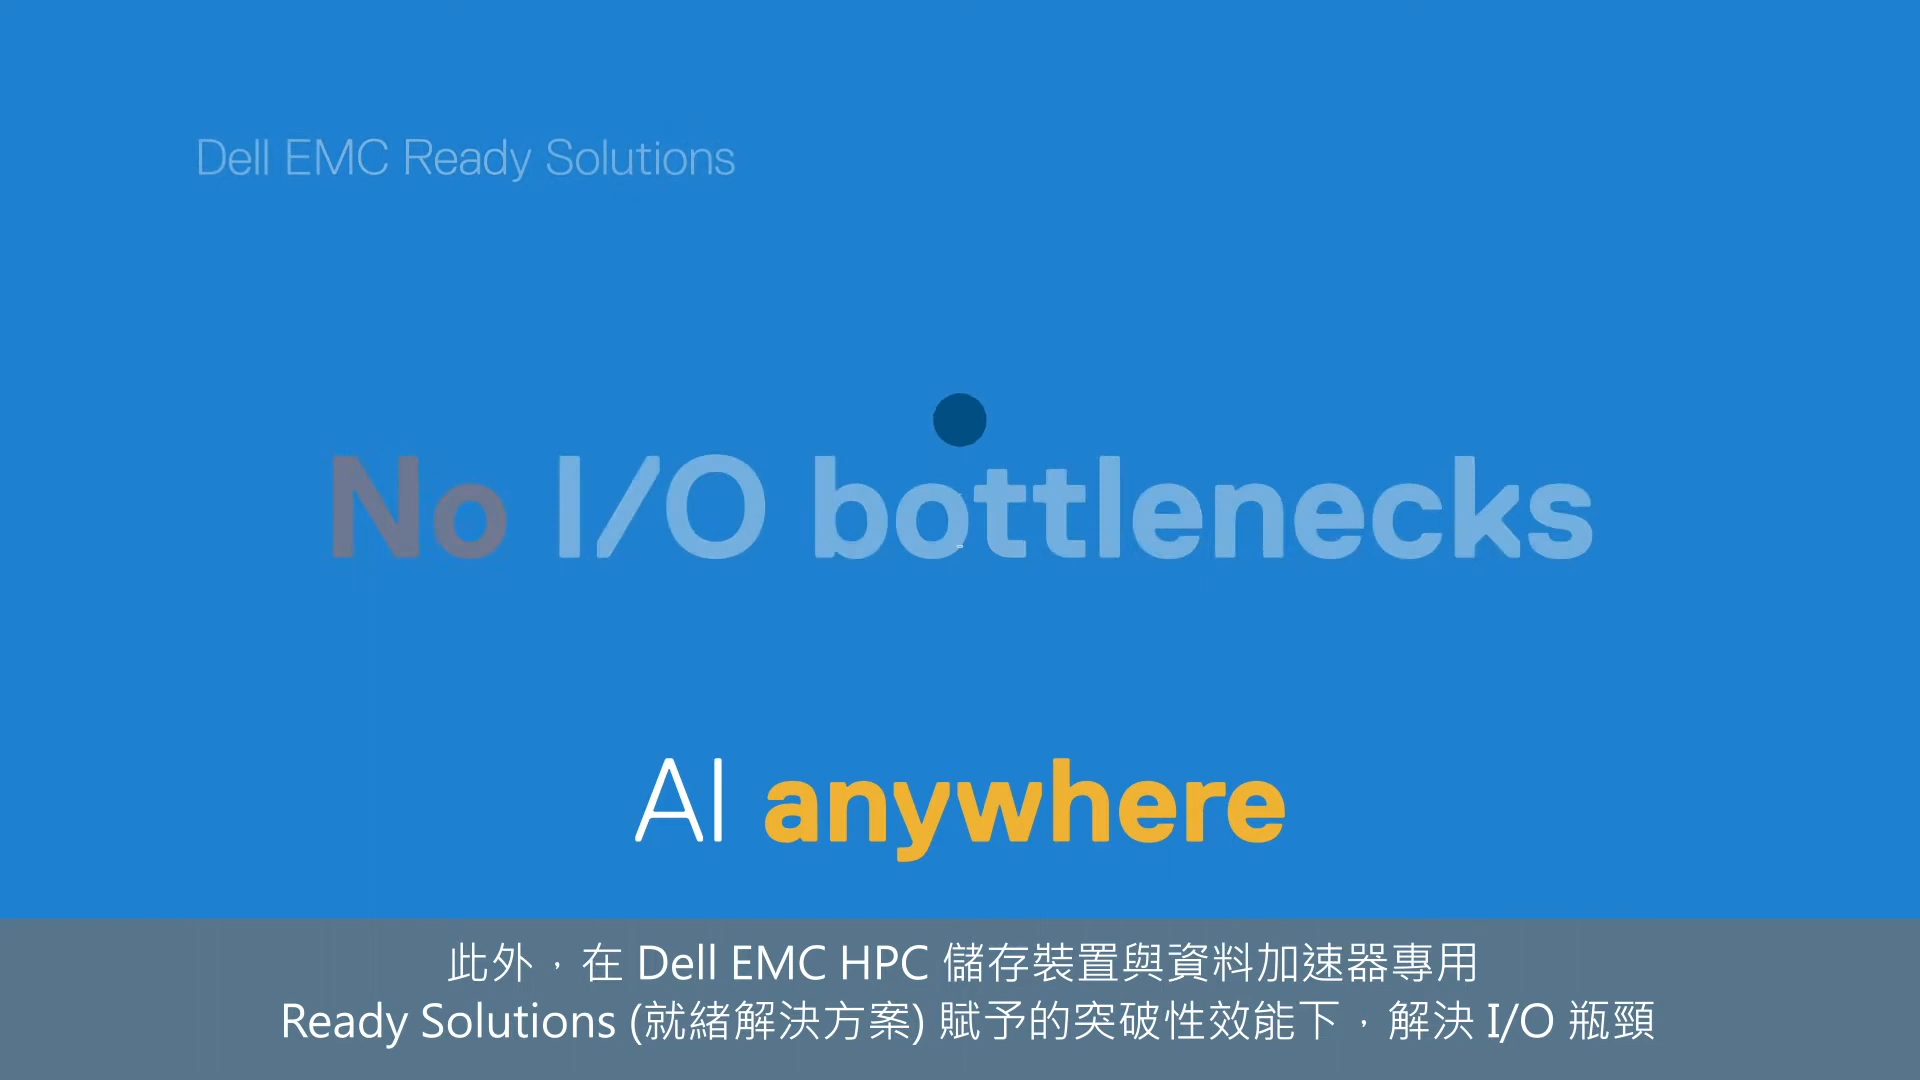 Dell EMC Ready Solutions
No I/O bottlenecks
AI anywhere
此外，在 Dell EMC HPC 儲存裝置與資料加速器專用
Ready Solutions (就緒解決方案) 賦予的突破性效能下，解決 I/O 瓶頸